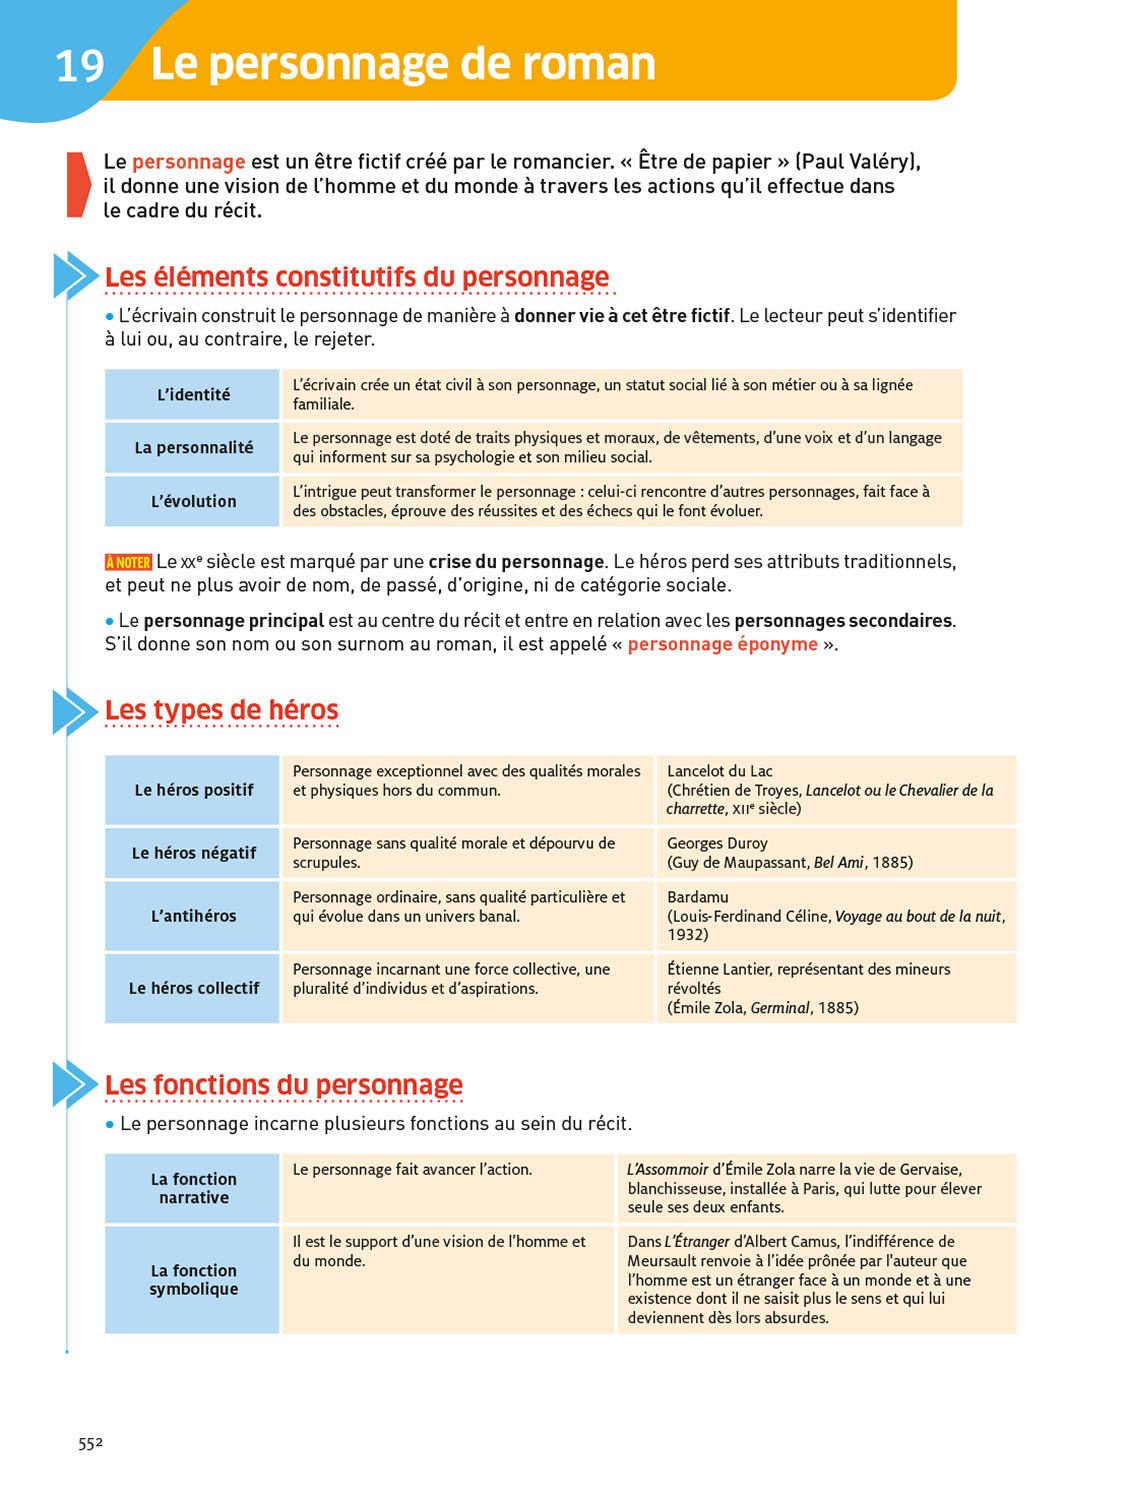 19
Le personnage de roman
Le personnage est un être fictif créé par le romancier. « Être de papier » (Paul Valéry),
il donne une vision de l’homme et du monde à travers les actions qu’il effectue dans
le cadre du récit.
Les éléments constitutifs du personnage
• L’écrivain construit le personnage de manière à donner vie à cet être fictif. Le lecteur peut s’identifier
à lui ou, au contraire, le rejeter.
L’identité
L’écrivain crée un état civil à son personnage, un statut social lié à son métier ou à sa lignée
familiale.
La personnalité
Le personnage est doté de traits physiques et moraux, de vêtements, d’une voix et d’un langage
qui informent sur sa psychologie et son milieu social.
L’évolution
L’intrigue peut transformer le personnage : celui-ci rencontre d’autres personnages, fait face à
des obstacles, éprouve des réussites et des échecs qui le font évoluer.
À NOTER Le XXe siècle est marqué par une crise du personnage. Le héros perd ses attributs traditionnels,
et peut ne plus avoir de nom, de passé, d’origine, ni de catégorie sociale.
• Le personnage principal est au centre du récit et entre en relation avec les personnages secondaires.
S’il donne son nom ou son surnom au roman, il est appelé « personnage éponyme ».
Les types de héros
Le héros positif
Personnage exceptionnel avec des qualités morales
et physiques hors du commun.
Lancelot du Lac
(Chrétien de Troyes, Lancelot ou le Chevalier de la
charrette, XIIe siècle)
Le héros négatif
Personnage sans qualité morale et dépourvu de
scrupules.
Georges Duroy
(Guy de Maupassant, Bel Ami, 1885)
L’antihéros
Personnage ordinaire, sans qualité particulière et
qui évolue dans un univers banal.
Bardamu
(Louis-Ferdinand Céline, Voyage au bout de la nuit,
1932)
Le héros collectif
Personnage incarnant une force collective, une
pluralité d’individus et d’aspirations.
Étienne Lantier, représentant des mineurs
révoltés
(Émile Zola, Germinal, 1885)
Les fonctions du personnage
• Le personnage incarne plusieurs fonctions au sein du récit.
La fonction
narrative
Le personnage fait avancer l’action.
L’Assommoir d’Émile Zola narre la vie de Gervaise,
blanchisseuse, installée à Paris, qui lutte pour élever
seule ses deux enfants.
La fonction
symbolique
Il est le support d’une vision de l’homme et
du monde.
Dans L’Étranger d’Albert Camus, l’indifférence de
Meursault renvoie à l’idée prônée par l'auteur que
l’homme est un étranger face à un monde et à une
existence dont il ne saisit plus le sens et qui lui
deviennent dès lors absurdes.
552